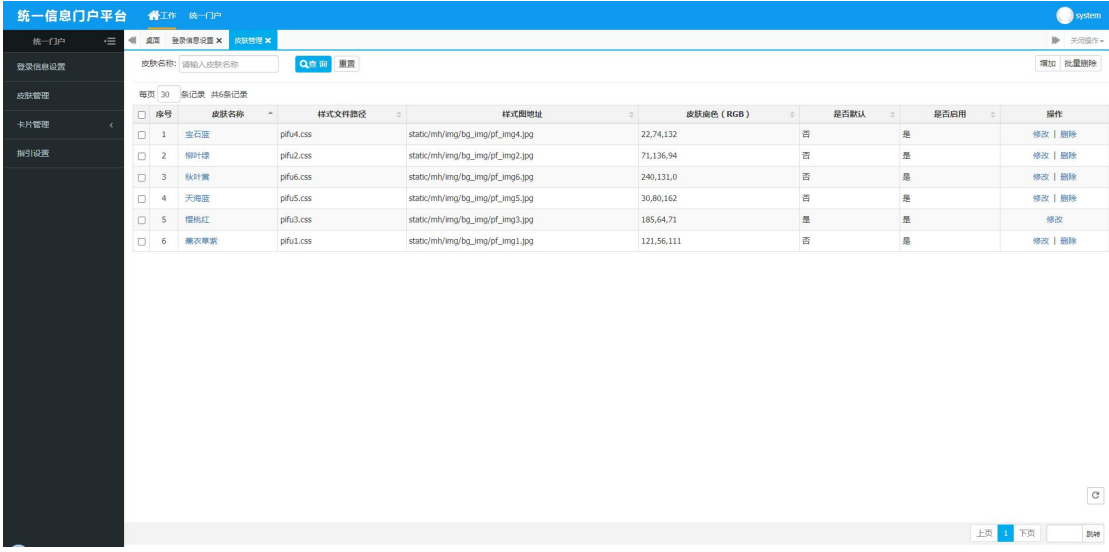 统一信息门户平台 工作 统一门户 system
统一门户 桌面 登录信息设置 皮肤管理 关闭操作
登录信息设置
皮肤管理
卡片管理
指引设置
皮肤名称: 请输入皮肤名称 查询 重置 增加 批量删除
每页 30 条记录 共6条记录
序号 皮肤名称 样式文件路径 样式图地址 皮肤底色(RGB) 是否默认 是否启用 操作
1 宝石蓝 pifu4.css static/mh/img/bg_img/pf_img4.jpg 22,74,132 否 是 修改 | 删除
2 柳叶绿 pifu2.css static/mh/img/bg_img/pf_img2.jpg 71,136,94 否 是 修改 | 删除
3 秋叶黄 pifu6.css static/mh/img/bg_img/pf_img6.jpg 240,131,0 否 是 修改 | 删除
4 天海蓝 pifu5.css static/mh/img/bg_img/pf_img5.jpg 30,80,162 否 是 修改 | 删除
5 樱桃红 pifu3.css static/mh/img/bg_img/pf_img3.jpg 185,64,71 是 是 修改
6 薰衣草紫 pifu1.css static/mh/img/bg_img/pf_img1.jpg 121,56,111 否 是 修改 | 删除
上页 1 下页 跳转